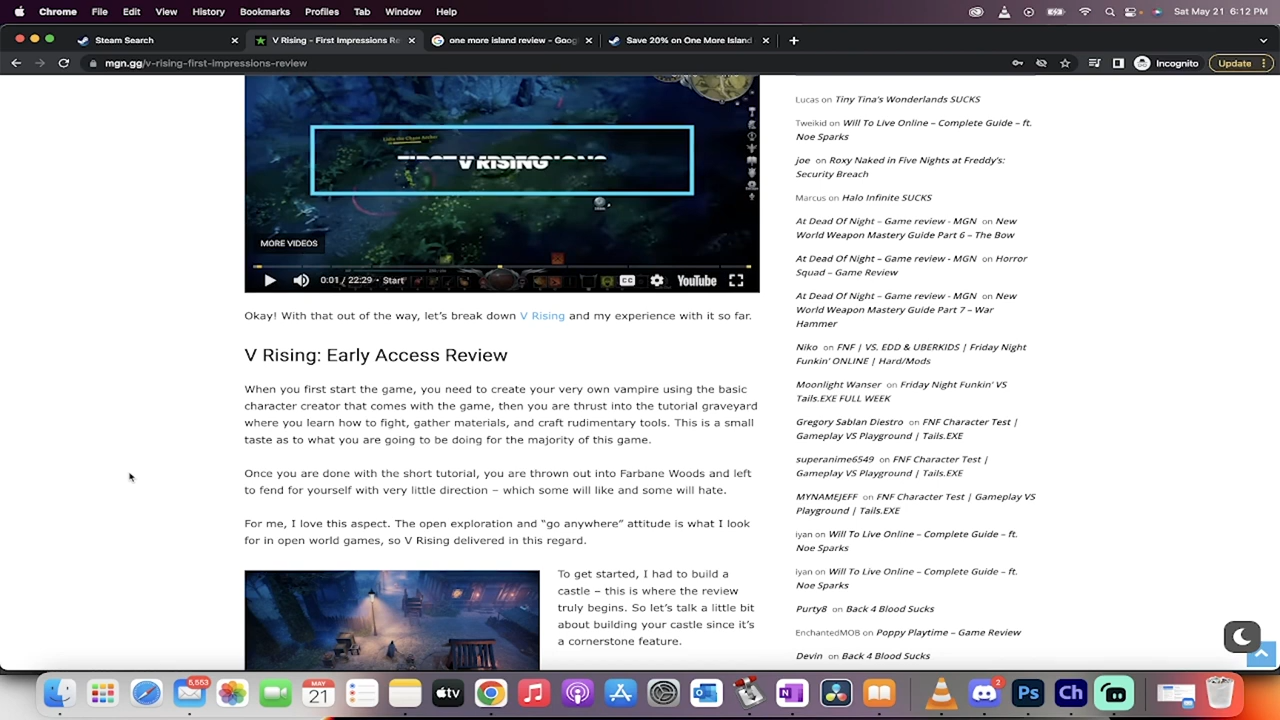 Chrome File Edit View History Bookmarks Profiles Tab Window Help Sat May 21 6:12 PM
Steam Search V Rising – First Impressions Re one more island review - Goog Save 20% on One More Island
mgn.gg/v-rising-first-impressions-review Incognito Update
FIRST V RISING
MORE VIDEOS
0:01 / 22:29 • Start CC YouTube
Okay! With that out of the way, let's break down V Rising and my experience with it so far.
V Rising: Early Access Review
When you first start the game, you need to create your very own vampire using the basic
character creator that comes with the game, then you are thrust into the tutorial graveyard
where you learn how to fight, gather materials, and craft rudimentary tools. This is a small
taste as to what you are going to be doing for the majority of this game.
Once you are done with the short tutorial, you are thrown out into Farbane Woods and left
to fend for yourself with very little direction – which some will like and some will hate.
For me, I love this aspect. The open exploration and "go anywhere" attitude is what I look
for in open world games, so V Rising delivered in this regard.
To get started, I had to build a
castle – this is where the review
truly begins. So let's talk a little bit
about building your castle since it's
a cornerstone feature.
Lucas on Tiny Tina's Wonderlands SUCKS
Tweikid on Will To Live Online – Complete Guide – ft.
Noe Sparks
joe on Roxy Naked in Five Nights at Freddy's:
Security Breach
Marcus on Halo Infinite SUCKS
At Dead Of Night – Game review - MGN on New
World Weapon Mastery Guide Part 6 – The Bow
At Dead Of Night – Game review - MGN on Horror
Squad – Game Review
At Dead Of Night – Game review - MGN on New
World Weapon Mastery Guide Part 7 – War
Hammer
Niko on FNF | VS. EDD & UBERKIDS | Friday Night
Funkin' ONLINE | Hard/Mods
Moonlight Wanser on Friday Night Funkin' VS
Tails.EXE FULL WEEK
Gregory Sablan Diestro on FNF Character Test |
Gameplay VS Playground | Tails.EXE
superanime6549 on FNF Character Test |
Gameplay VS Playground | Tails.EXE
MYNAMEJEFF on FNF Character Test | Gameplay VS
Playground | Tails.EXE
iyan on Will To Live Online – Complete Guide – ft.
Noe Sparks
iyan on Will To Live Online – Complete Guide – ft.
Noe Sparks
Purty8 on Back 4 Blood Sucks
EnchantedMOB on Poppy Playtime – Game Review
Devin on Back 4 Blood Sucks
5,553 MAY 21 tv N 2 Ps Ch